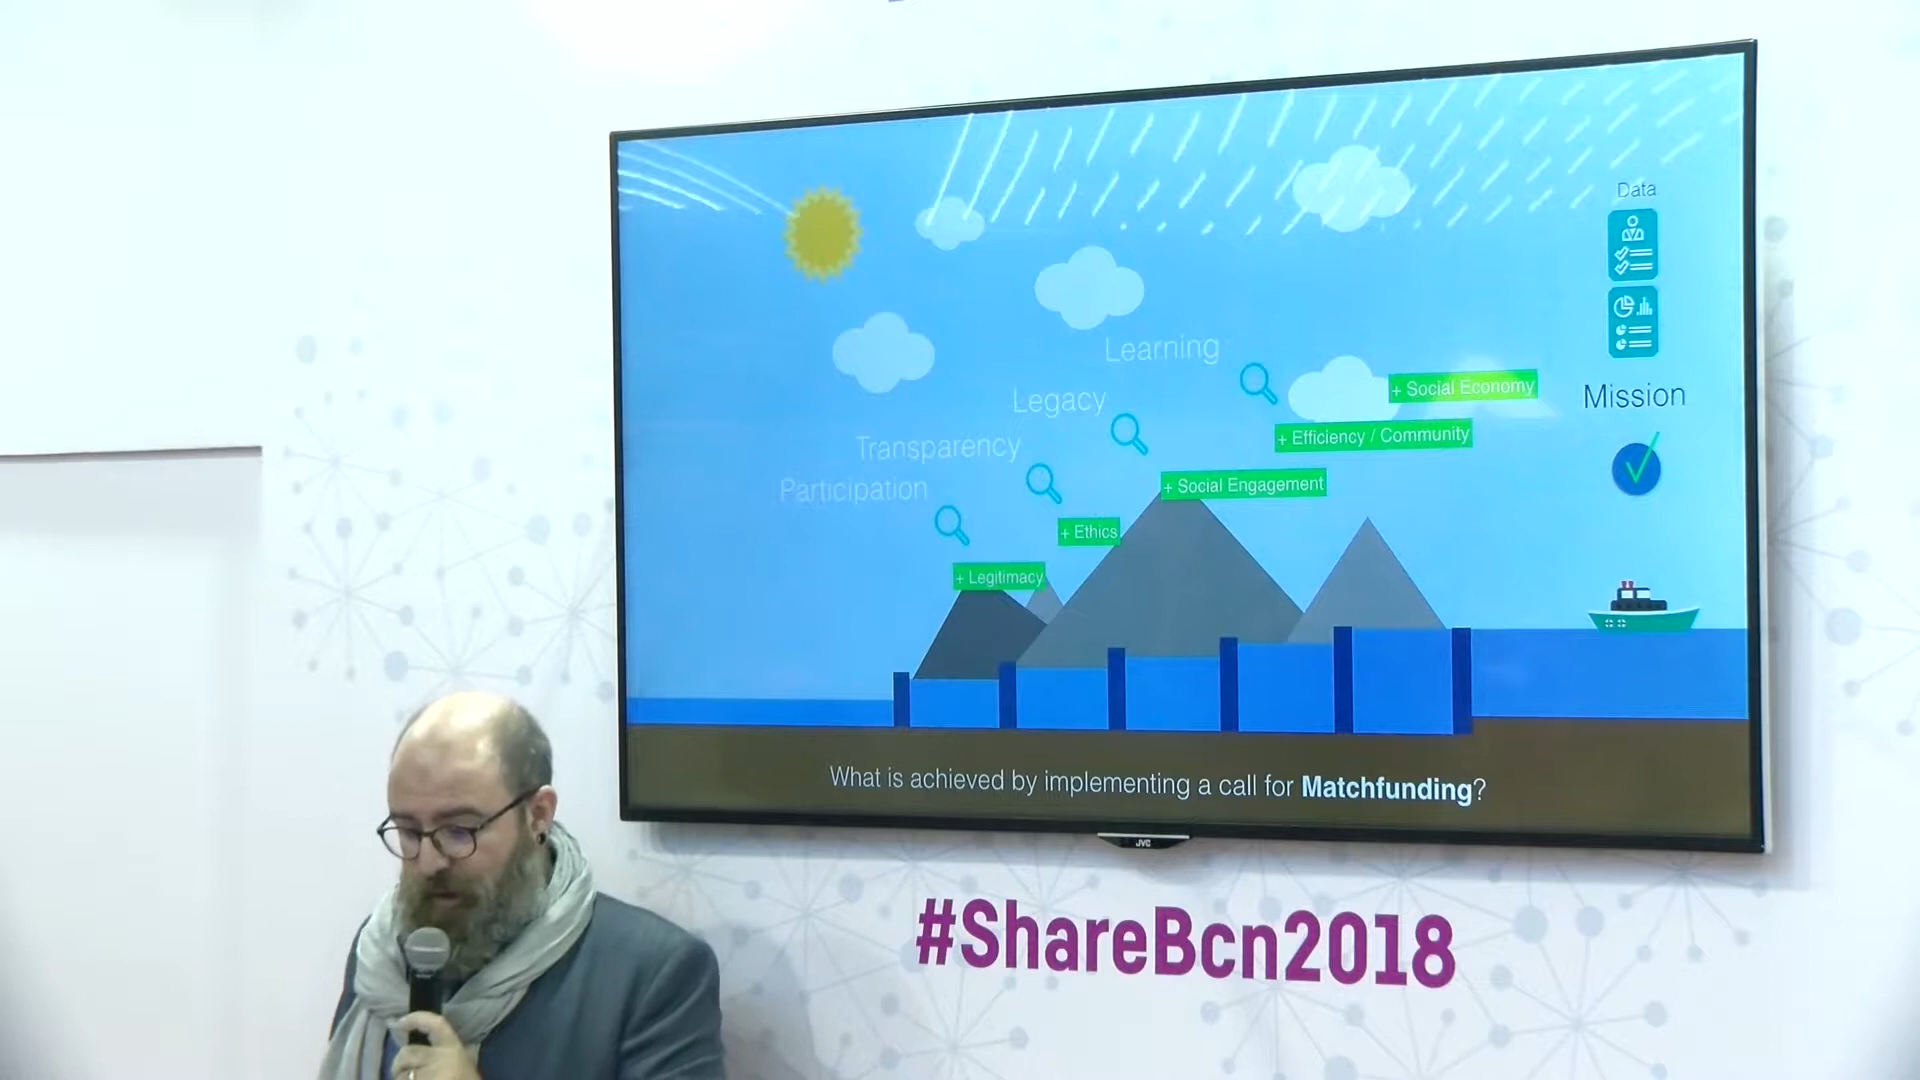 Data
Learning
+ Social Economy
Mission
Legacy
+ Efficiency / Community
Transparency
+ Social Engagement
Participation
+ Ethics
+ Legitimacy
What is achieved by implementing a call for Matchfunding?
JVC
#ShareBcn2018